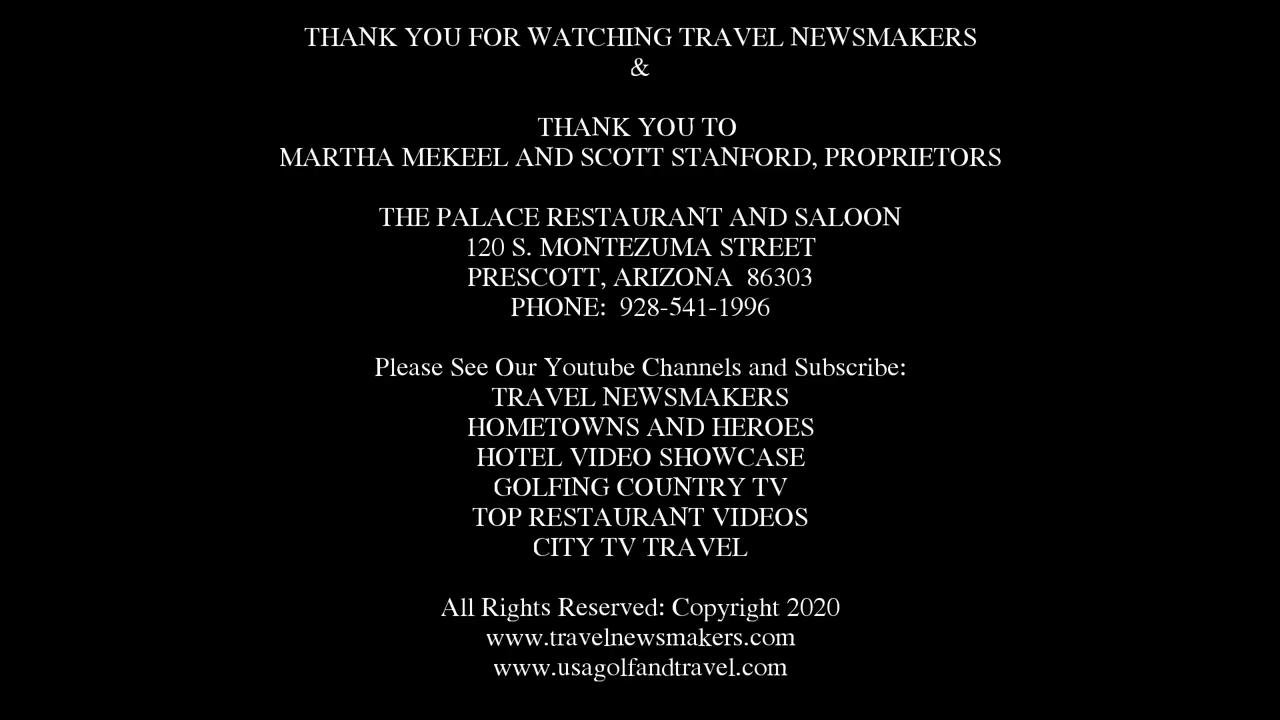 THANK YOU FOR WATCHING TRAVEL NEWSMAKERS
&
THANK YOU TO
MARTHA MEKEEL AND SCOTT STANFORD, PROPRIETORS
THE PALACE RESTAURANT AND SALOON
120 S. MONTEZUMA STREET
PRESCOTT, ARIZONA  86303
PHONE:  928-541-1996
Please See Our Youtube Channels and Subscribe:
TRAVEL NEWSMAKERS
HOMETOWNS AND HEROES
HOTEL VIDEO SHOWCASE
GOLFING COUNTRY TV
TOP RESTAURANT VIDEOS
CITY TV TRAVEL
All Rights Reserved: Copyright 2020
www.travelnewsmakers.com
www.usagolfandtravel.com